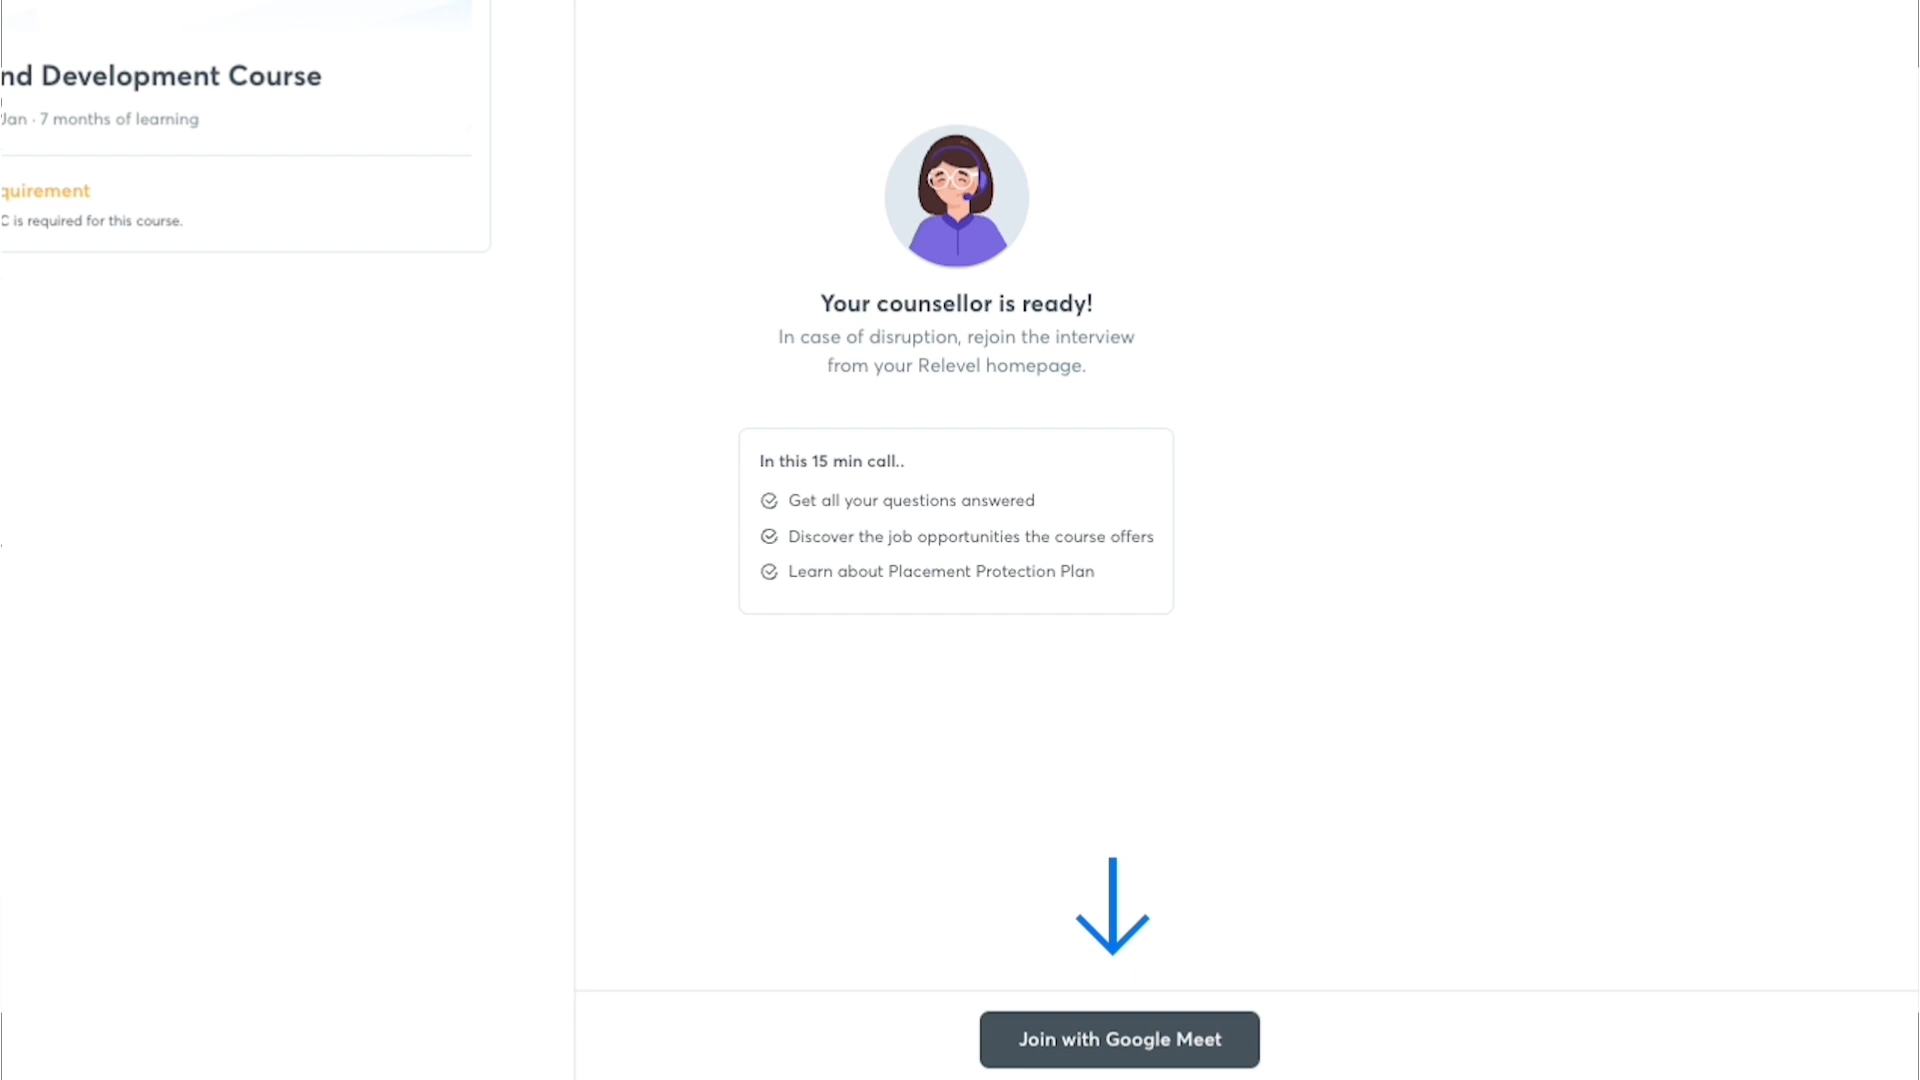 nd Development Course
Jan · 7 months of learning
quirement
C is required for this course.
Your counsellor is ready!
In case of disruption, rejoin the interview
from your Relevel homepage.
In this 15 min call..
Get all your questions answered
Discover the job opportunities the course offers
Learn about Placement Protection Plan
Join with Google Meet